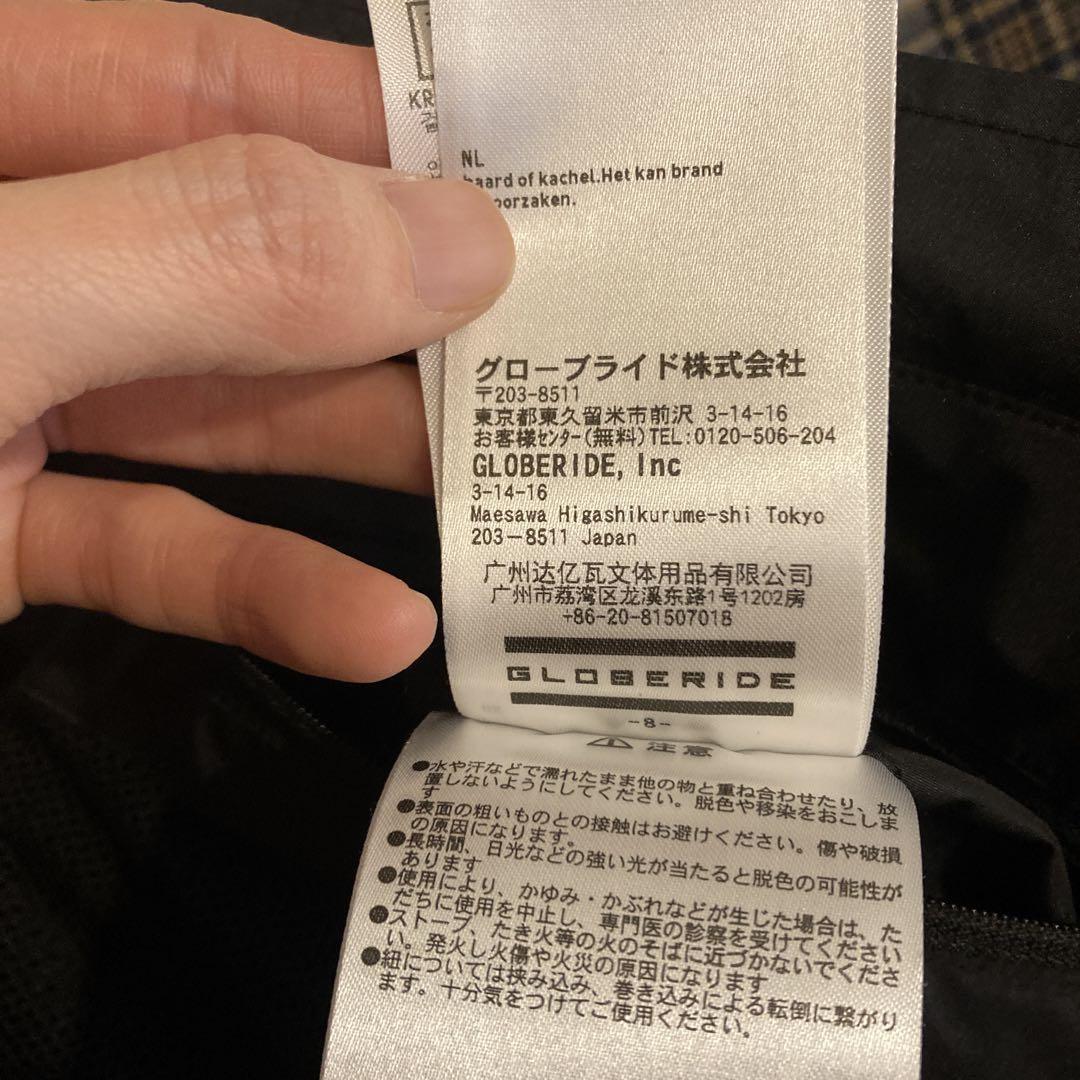 KR
NL
haard of kachel.Het kan brand
グローブライド株式会社
〒203-8511
東京都東久留米市前沢 3-14-16
お客様ｾﾝﾀｰ(無料)TEL:0120-506-204
GLOBERIDE, Inc
3-14-16
Maesawa Higashikurume-shi Tokyo
203-8511 Japan
广州达亿瓦文体用品有限公司
广州市荔湾区龙溪东路1号1202房
+86-20-81507018
GLOBERIDE
-8-
⚠ 注意
●水や汗などで濡れたまま他の物と重ね合わせたり、放
置しないようにしてください。脱色や移染をおこしま
す
●表面の粗いものとの接触はお避けください。傷や破損
の原因になります。
●長時間、日光などの強い光が当たると脱色の可能性が
あります
●使用により、かゆみ・かぶれなどが生じた場合は、た
だちに使用を中止し、専門医の診察を受けてください
●ストーブ、たき火等の火のそばに近づかないでくださ
い。発火し火傷や火災の原因になります
●紐については挟み込み、巻き込みによる転倒に繋がり
ます。十分気をつけてご使用ください。